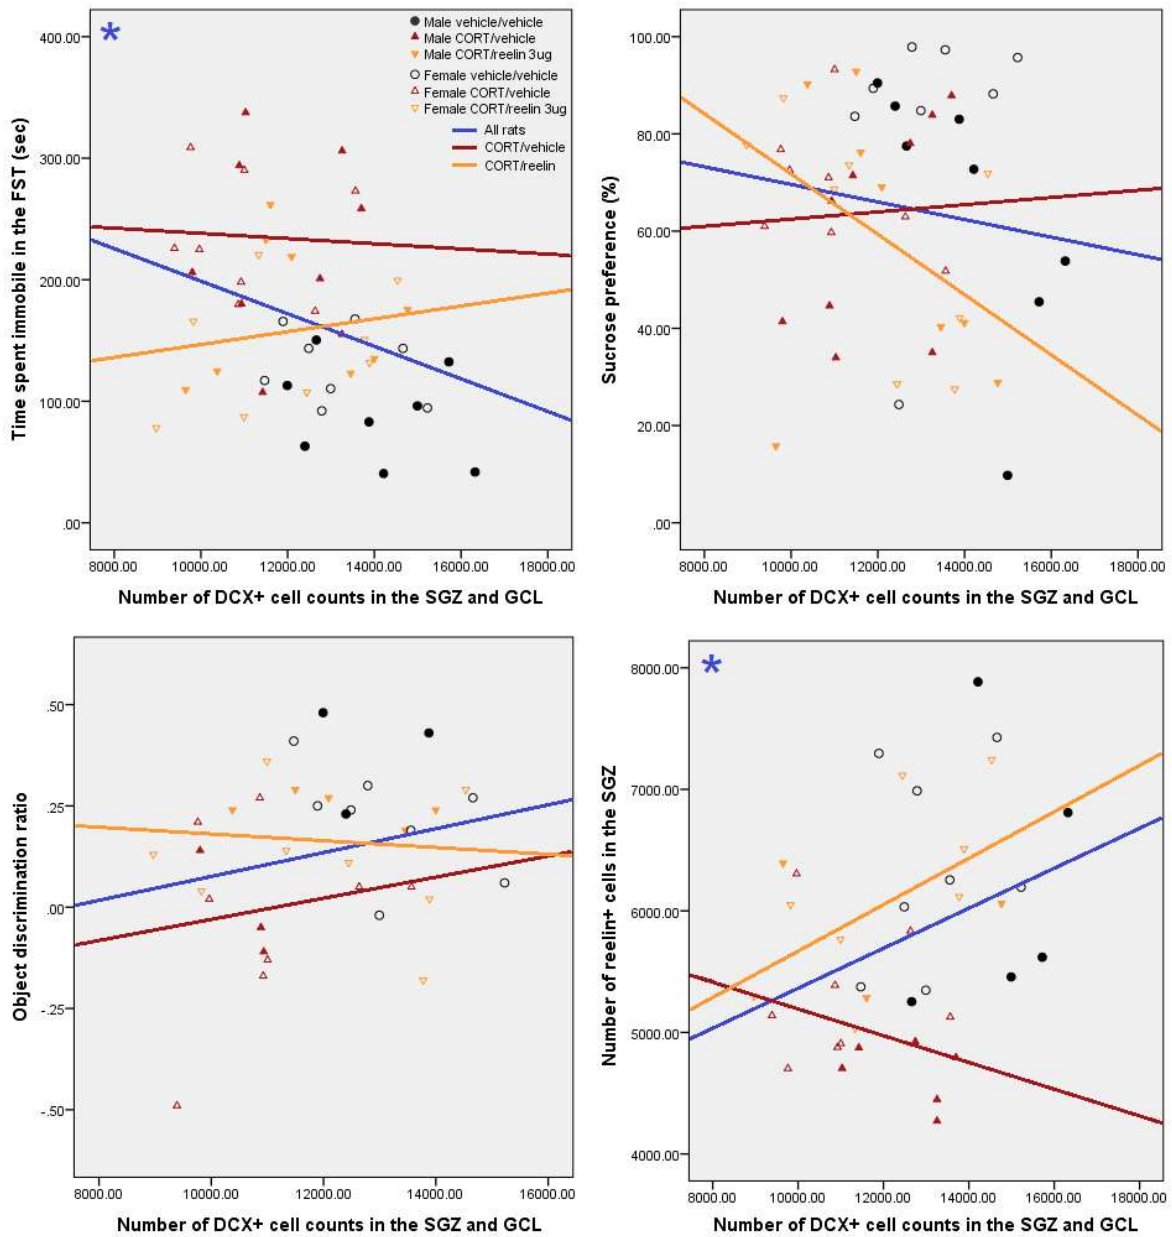 *
Male vehicle/vehicle
Male CORT/vehicle
Male CORT/reelin 3ug
Female vehicle/vehicle
Female CORT/vehicle
Female CORT/reelin 3ug
All rats
CORT/vehicle
CORT/reelin
Time spent immobile in the FST (sec)
400.00
300.00
200.00
100.00
.00
8000.00 10000.00 12000.00 14000.00 16000.00 18000.00
Number of DCX+ cell counts in the SGZ and GCL
Sucrose preference (%)
100.00
80.00
60.00
40.00
20.00
.00
8000.00 10000.00 12000.00 14000.00 16000.00 18000.00
Number of DCX+ cell counts in the SGZ and GCL
Object discrimination ratio
.50
.25
.00
-.25
-.50
8000.00 10000.00 12000.00 14000.00 16000.00
Number of DCX+ cell counts in the SGZ and GCL
*
Number of reelin+ cells in the SGZ
8000.00
7000.00
6000.00
5000.00
4000.00
8000.00 10000.00 12000.00 14000.00 16000.00 18000.00
Number of DCX+ cell counts in the SGZ and GCL